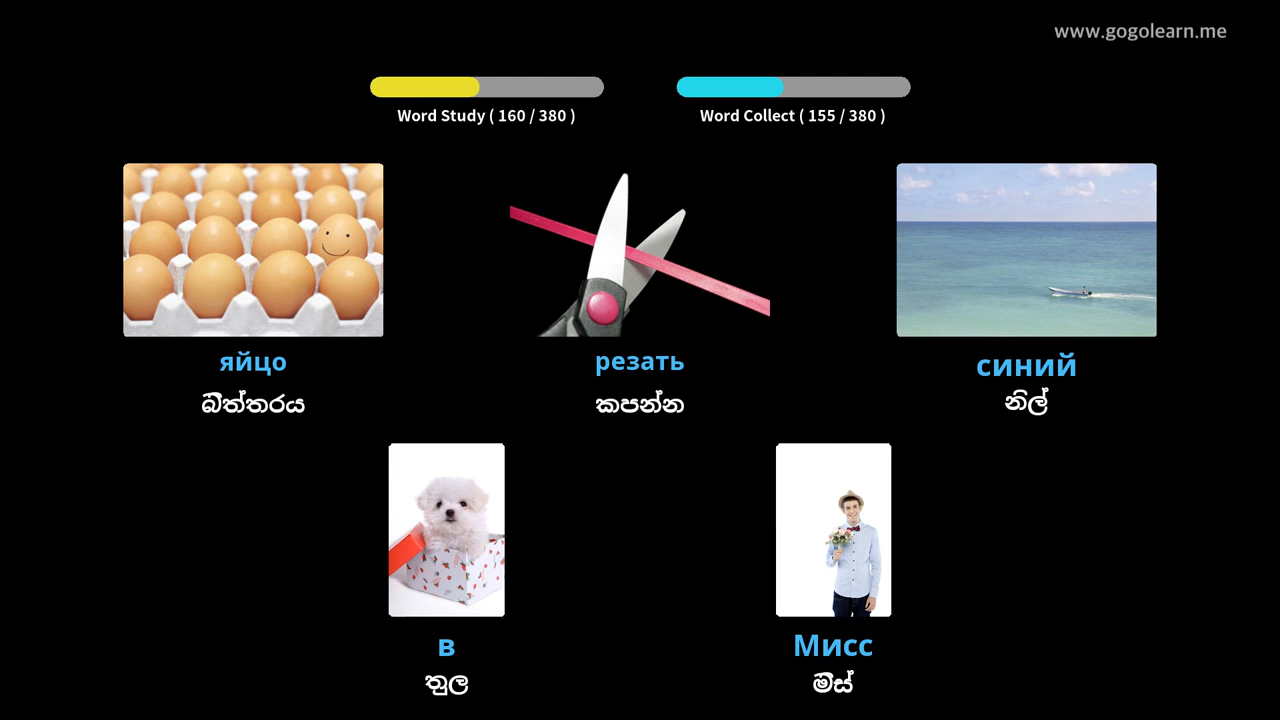 www.gogolearn.me
Word Study ( 160 / 380 )
Word Collect ( 155 / 380 )
яйцо
බිත්තරය
резать
කපන්න
синий
නිල්
в
තුල
Мисс
මිස්